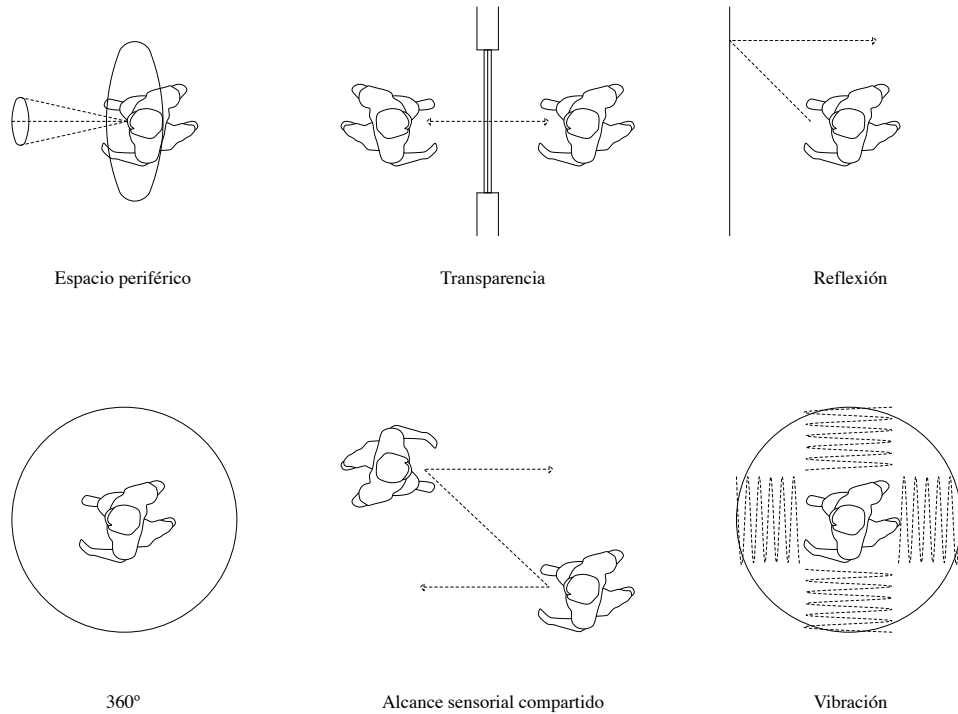 Espacio periférico
Transparencia
Reflexión
360º
Alcance sensorial compartido
Vibración